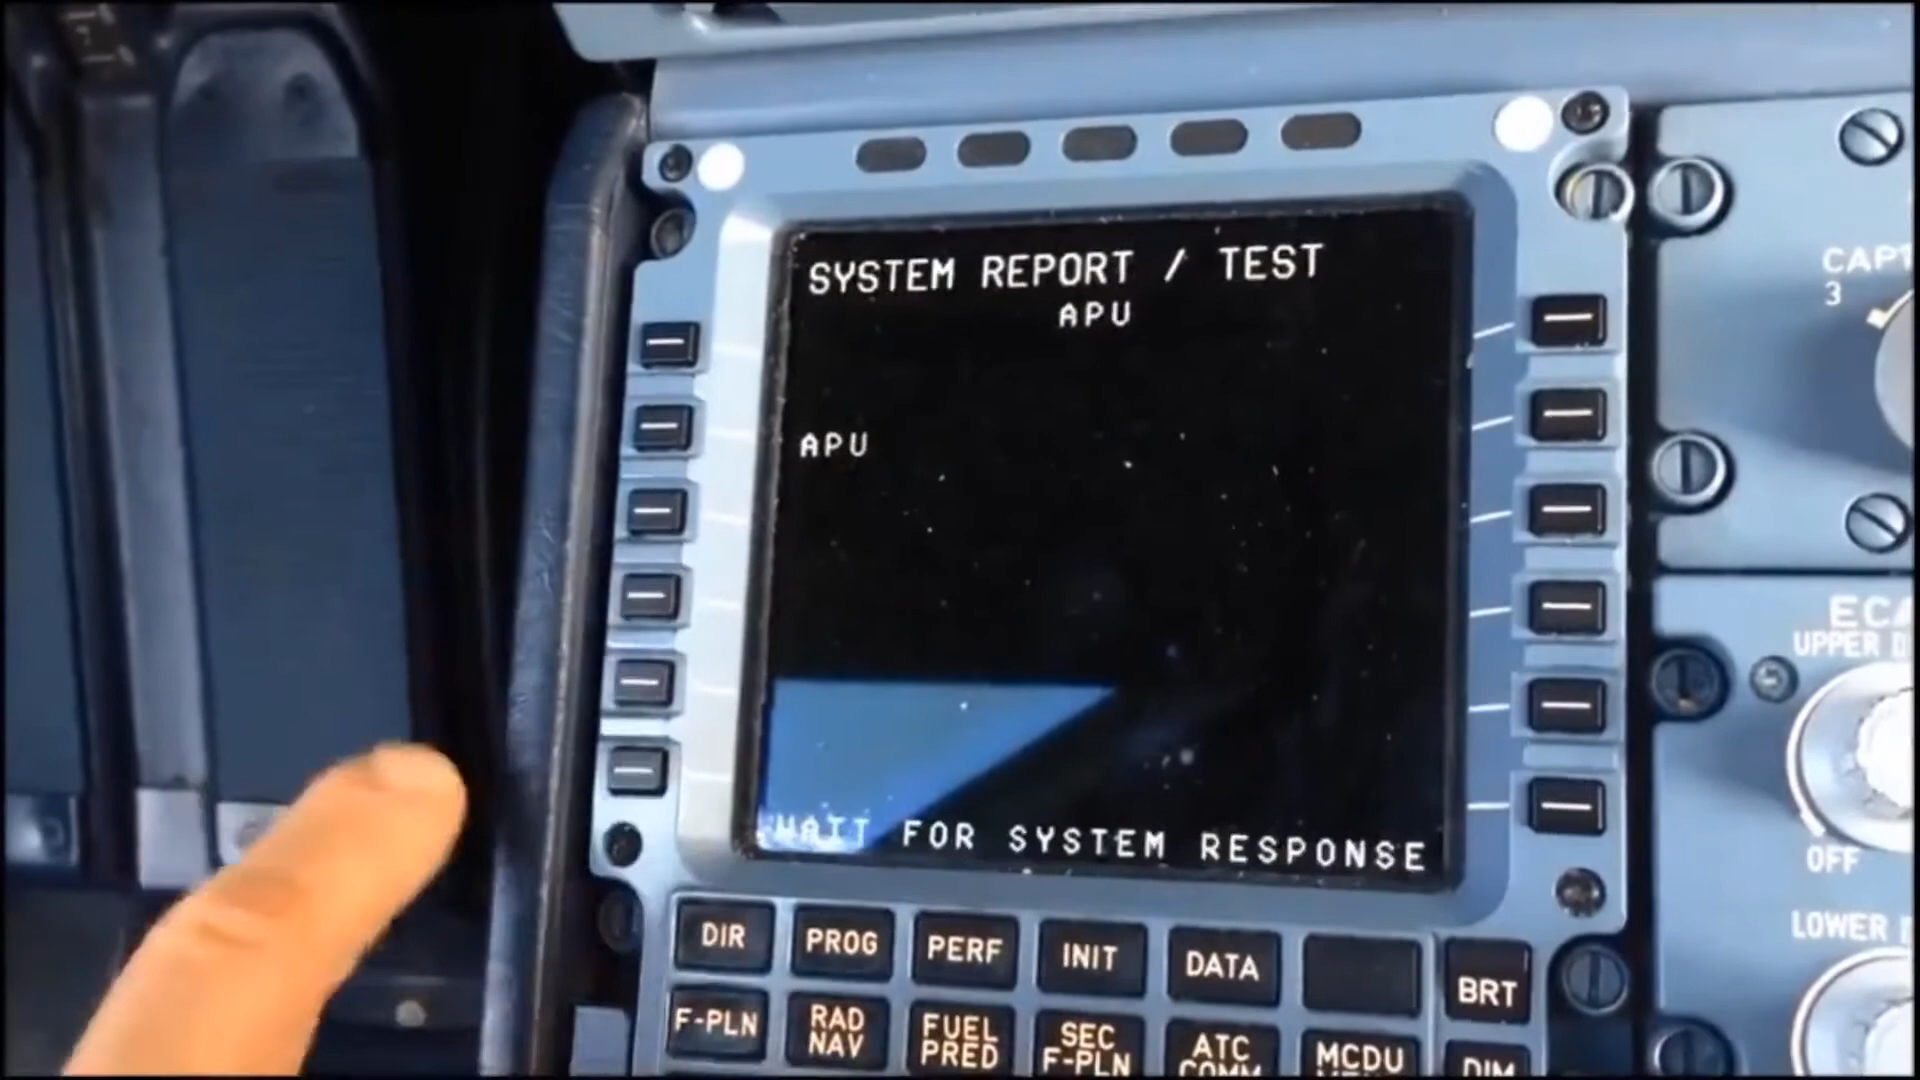 SYSTEM REPORT / TEST
APU
APU
WAIT FOR SYSTEM RESPONSE
CAPT
3
UPPER
OFF
LOWER
DIR PROG PERF INIT DATA BRT
F-PLN RAD NAV FUEL PRED SEC F-PLN ATC COMM MCDU DIM